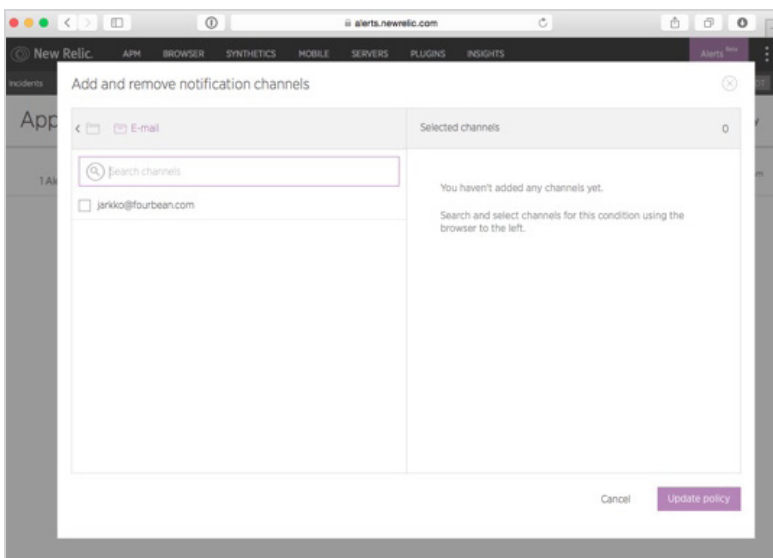 alerts.newrelic.com
New Relic.
APM BROWSER SYNTHETICS MOBILE SERVERS PLUGINS INSIGHTS
Alerts Beta
Incidents
Add and remove notification channels
App
E-mail
Selected channels 0
Search channels
You haven't added any channels yet.
jarkko@fourbean.com
Search and select channels for this condition using the
browser to the left.
Cancel Update policy